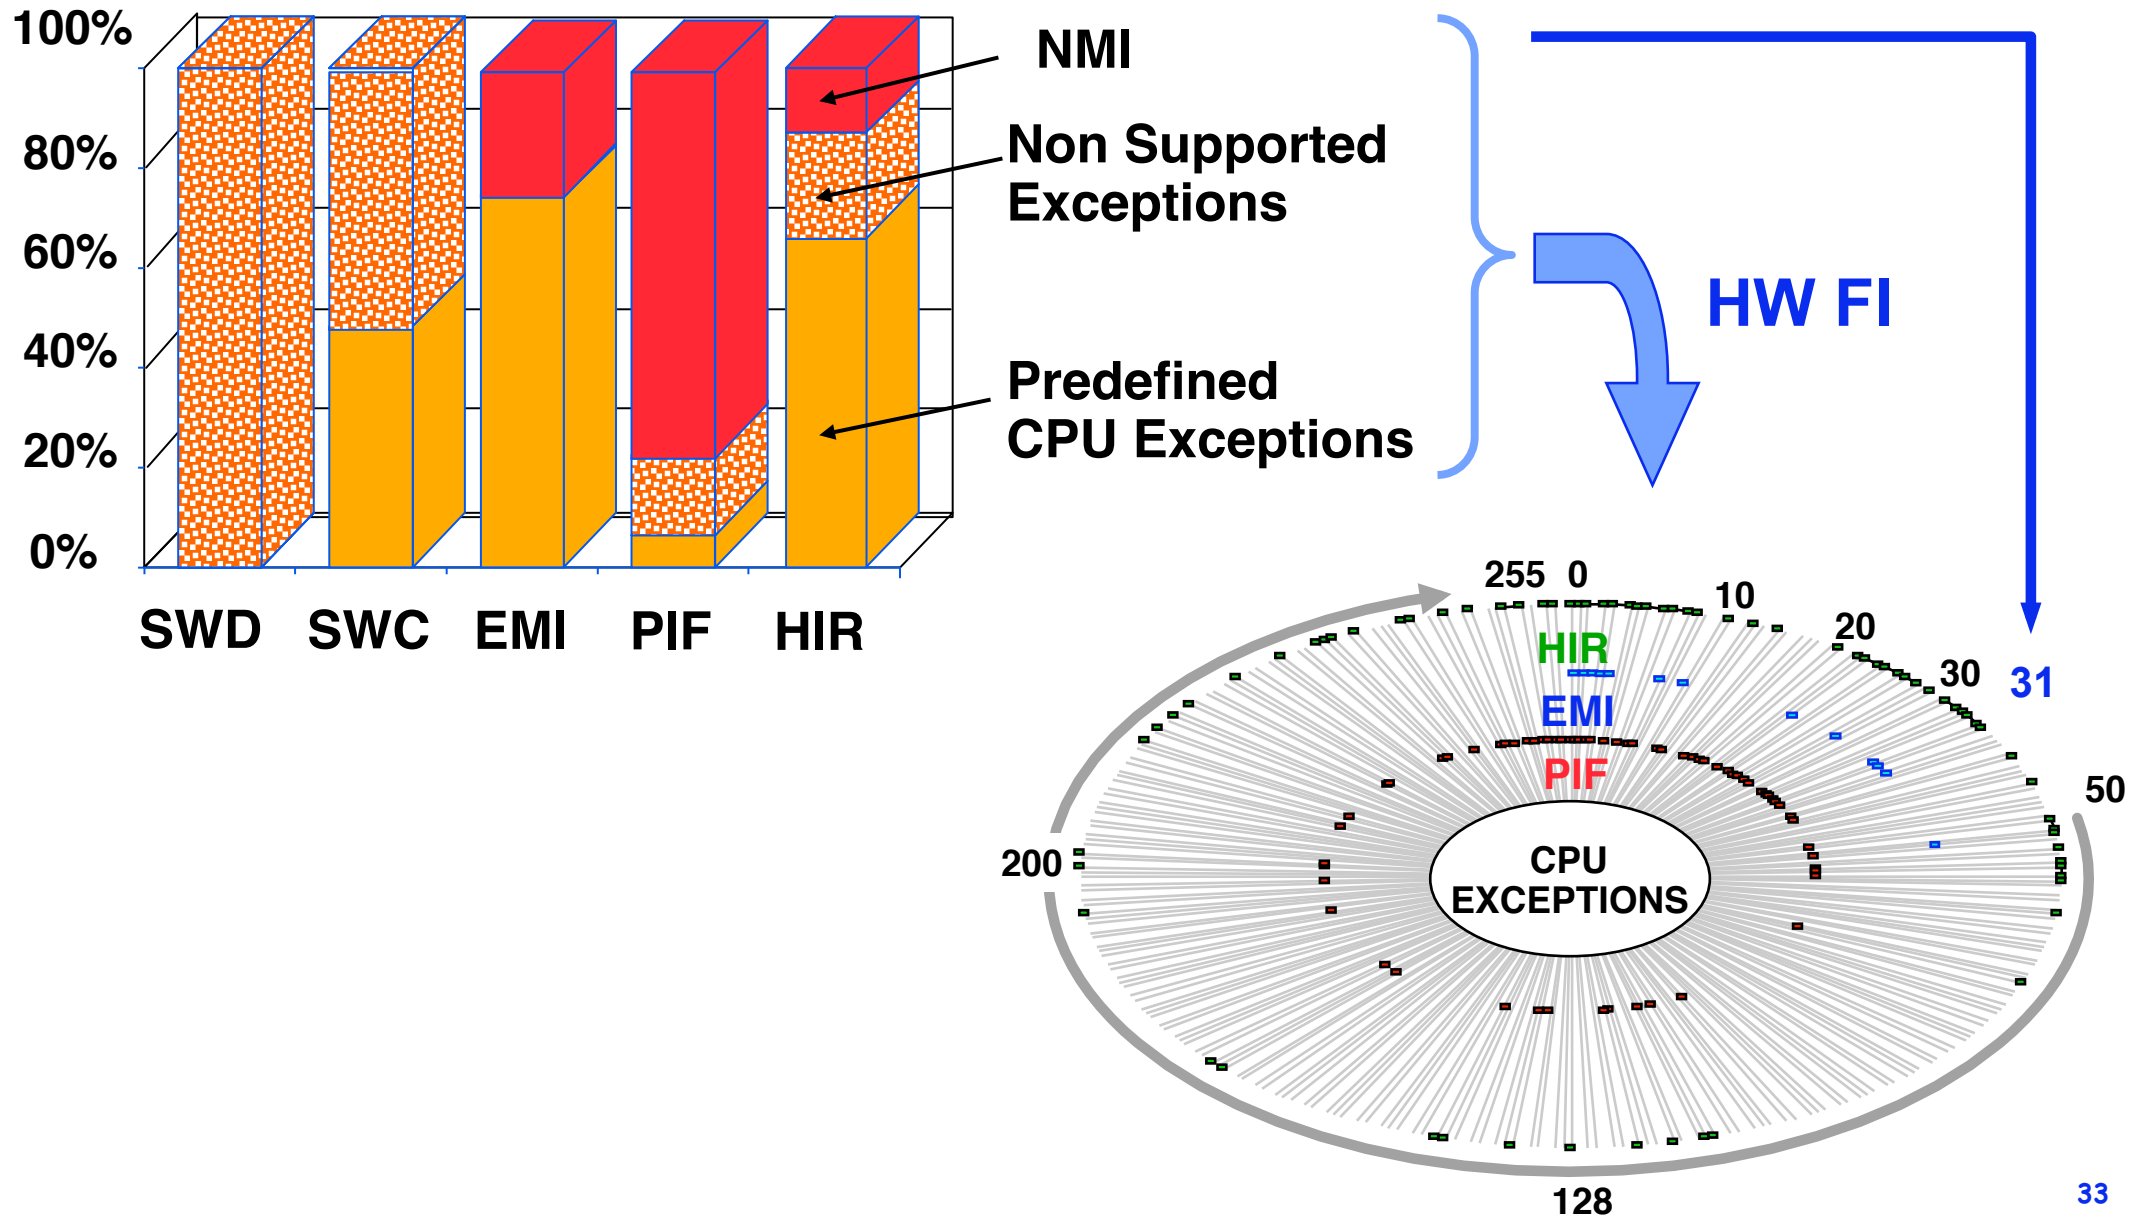 100%
80%
60%
40%
20%
0%
SWD SWC EMI PIF HIR
NMI
Non Supported
Exceptions
Predefined
CPU Exceptions
HW FI
255 0 10 20 30 31 50
HIR
EMI
PIF
CPU
EXCEPTIONS
200
128
33